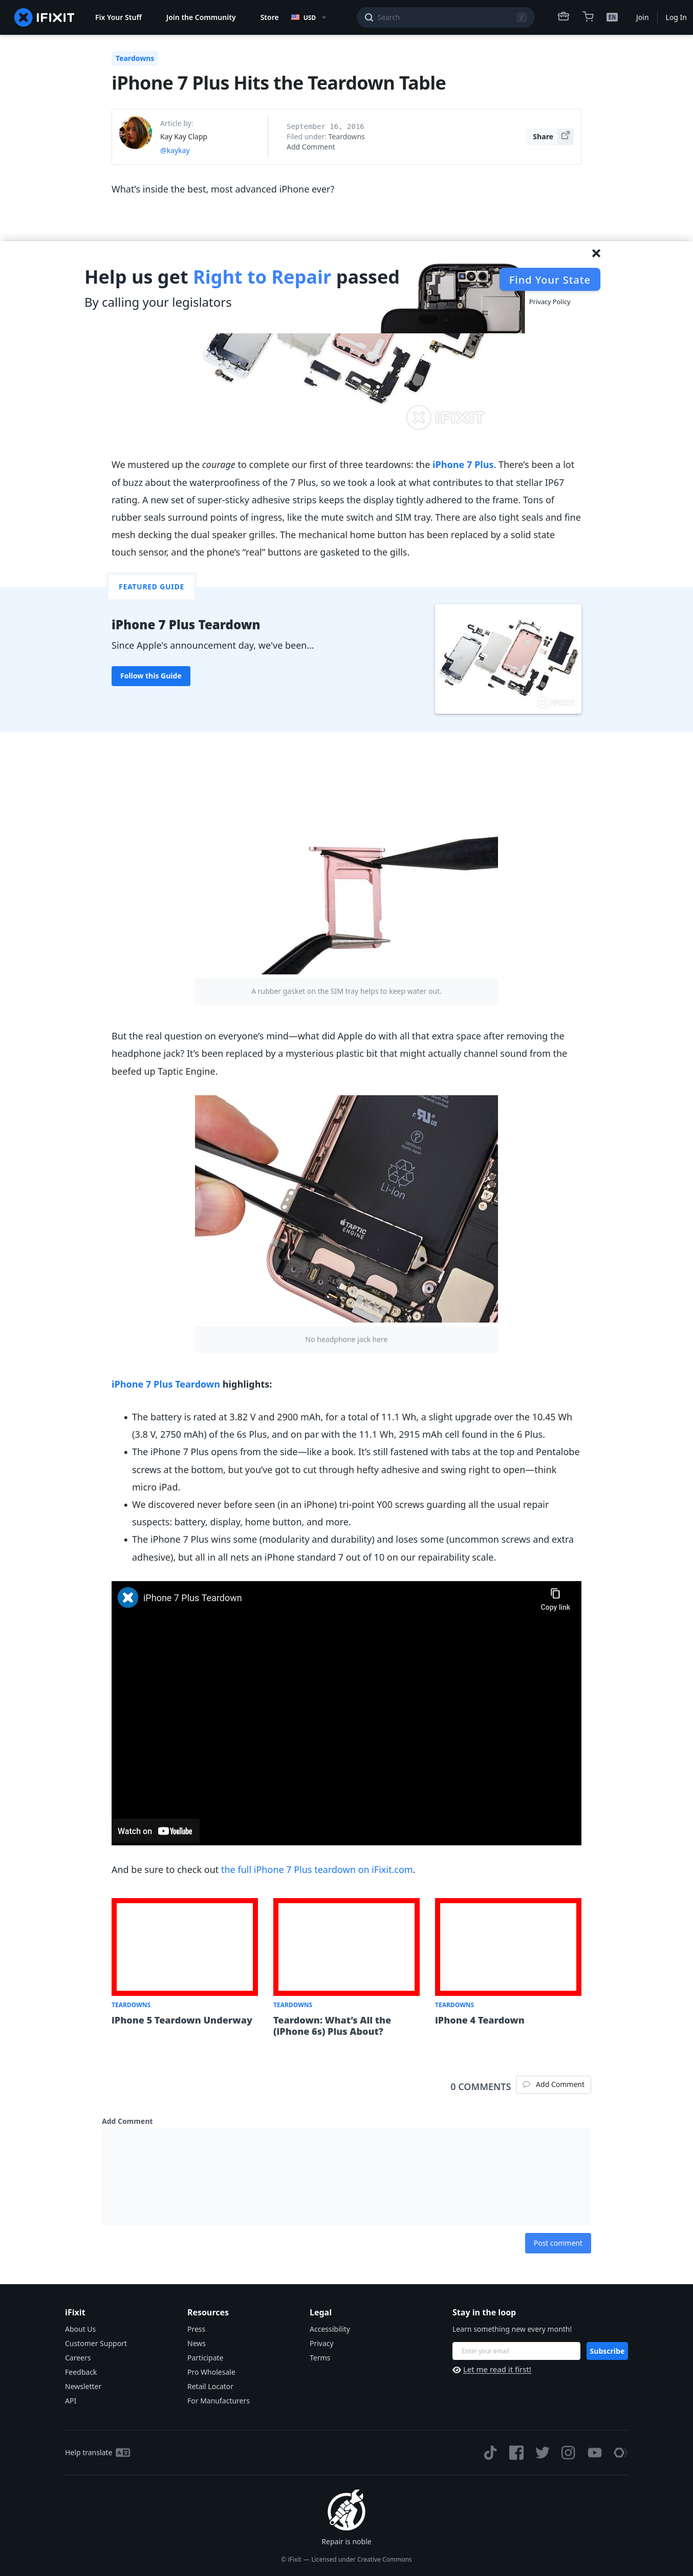 IFIXIT
Fix Your Stuff
Join the Community
Store
USD
Search
/
EN
Join
Log In
Teardowns
iPhone 7 Plus Hits the Teardown Table
Article by:
Kay Kay Clapp
@kaykay
September 16, 2016
Filed under: Teardowns
Add Comment
Share
What's inside the best, most advanced iPhone ever?
Help us get Right to Repair passed
By calling your legislators
Find Your State
Privacy Policy
IFIXIT
We mustered up the courage to complete our first of three teardowns: the iPhone 7 Plus. There's been a lot
of buzz about the waterproofiness of the 7 Plus, so we took a look at what contributes to that stellar IP67
rating. A new set of super-sticky adhesive strips keeps the display tightly adhered to the frame. Tons of
rubber seals surround points of ingress, like the mute switch and SIM tray. There are also tight seals and fine
mesh decking the dual speaker grilles. The mechanical home button has been replaced by a solid state
touch sensor, and the phone's "real" buttons are gasketed to the gills.
FEATURED GUIDE
iPhone 7 Plus Teardown
Since Apple's announcement day, we've been...
Follow this Guide
IFIXIT
A rubber gasket on the SIM tray helps to keep water out.
But the real question on everyone's mind—what did Apple do with all that extra space after removing the
headphone jack? It's been replaced by a mysterious plastic bit that might actually channel sound from the
beefed up Taptic Engine.
Li-ion
TAPTIC
ENGINE
No headphone jack here
iPhone 7 Plus Teardown highlights:
The battery is rated at 3.82 V and 2900 mAh, for a total of 11.1 Wh, a slight upgrade over the 10.45 Wh
(3.8 V, 2750 mAh) of the 6s Plus, and on par with the 11.1 Wh, 2915 mAh cell found in the 6 Plus.
The iPhone 7 Plus opens from the side—like a book. It's still fastened with tabs at the top and Pentalobe
screws at the bottom, but you've got to cut through hefty adhesive and swing right to open—think
micro iPad.
We discovered never before seen (in an iPhone) tri-point Y00 screws guarding all the usual repair
suspects: battery, display, home button, and more.
The iPhone 7 Plus wins some (modularity and durability) and loses some (uncommon screws and extra
adhesive), but all in all nets an iPhone standard 7 out of 10 on our repairability scale.
iPhone 7 Plus Teardown
Copy link
Watch on YouTube
And be sure to check out the full iPhone 7 Plus teardown on iFixit.com.
TEARDOWNS
IPhone 5 Teardown Underway
TEARDOWNS
Teardown: What's All the
(iPhone 6s) Plus About?
TEARDOWNS
IPhone 4 Teardown
0 COMMENTS
Add Comment
Add Comment
Post comment
iFixit
About Us
Customer Support
Careers
Feedback
Newsletter
API
Resources
Press
News
Participate
Pro Wholesale
Retail Locator
For Manufacturers
Legal
Accessibility
Privacy
Terms
Stay in the loop
Learn something new every month!
Enter your email
Subscribe
Let me read it first!
Help translate
Repair is noble
© iFixit — Licensed under Creative Commons